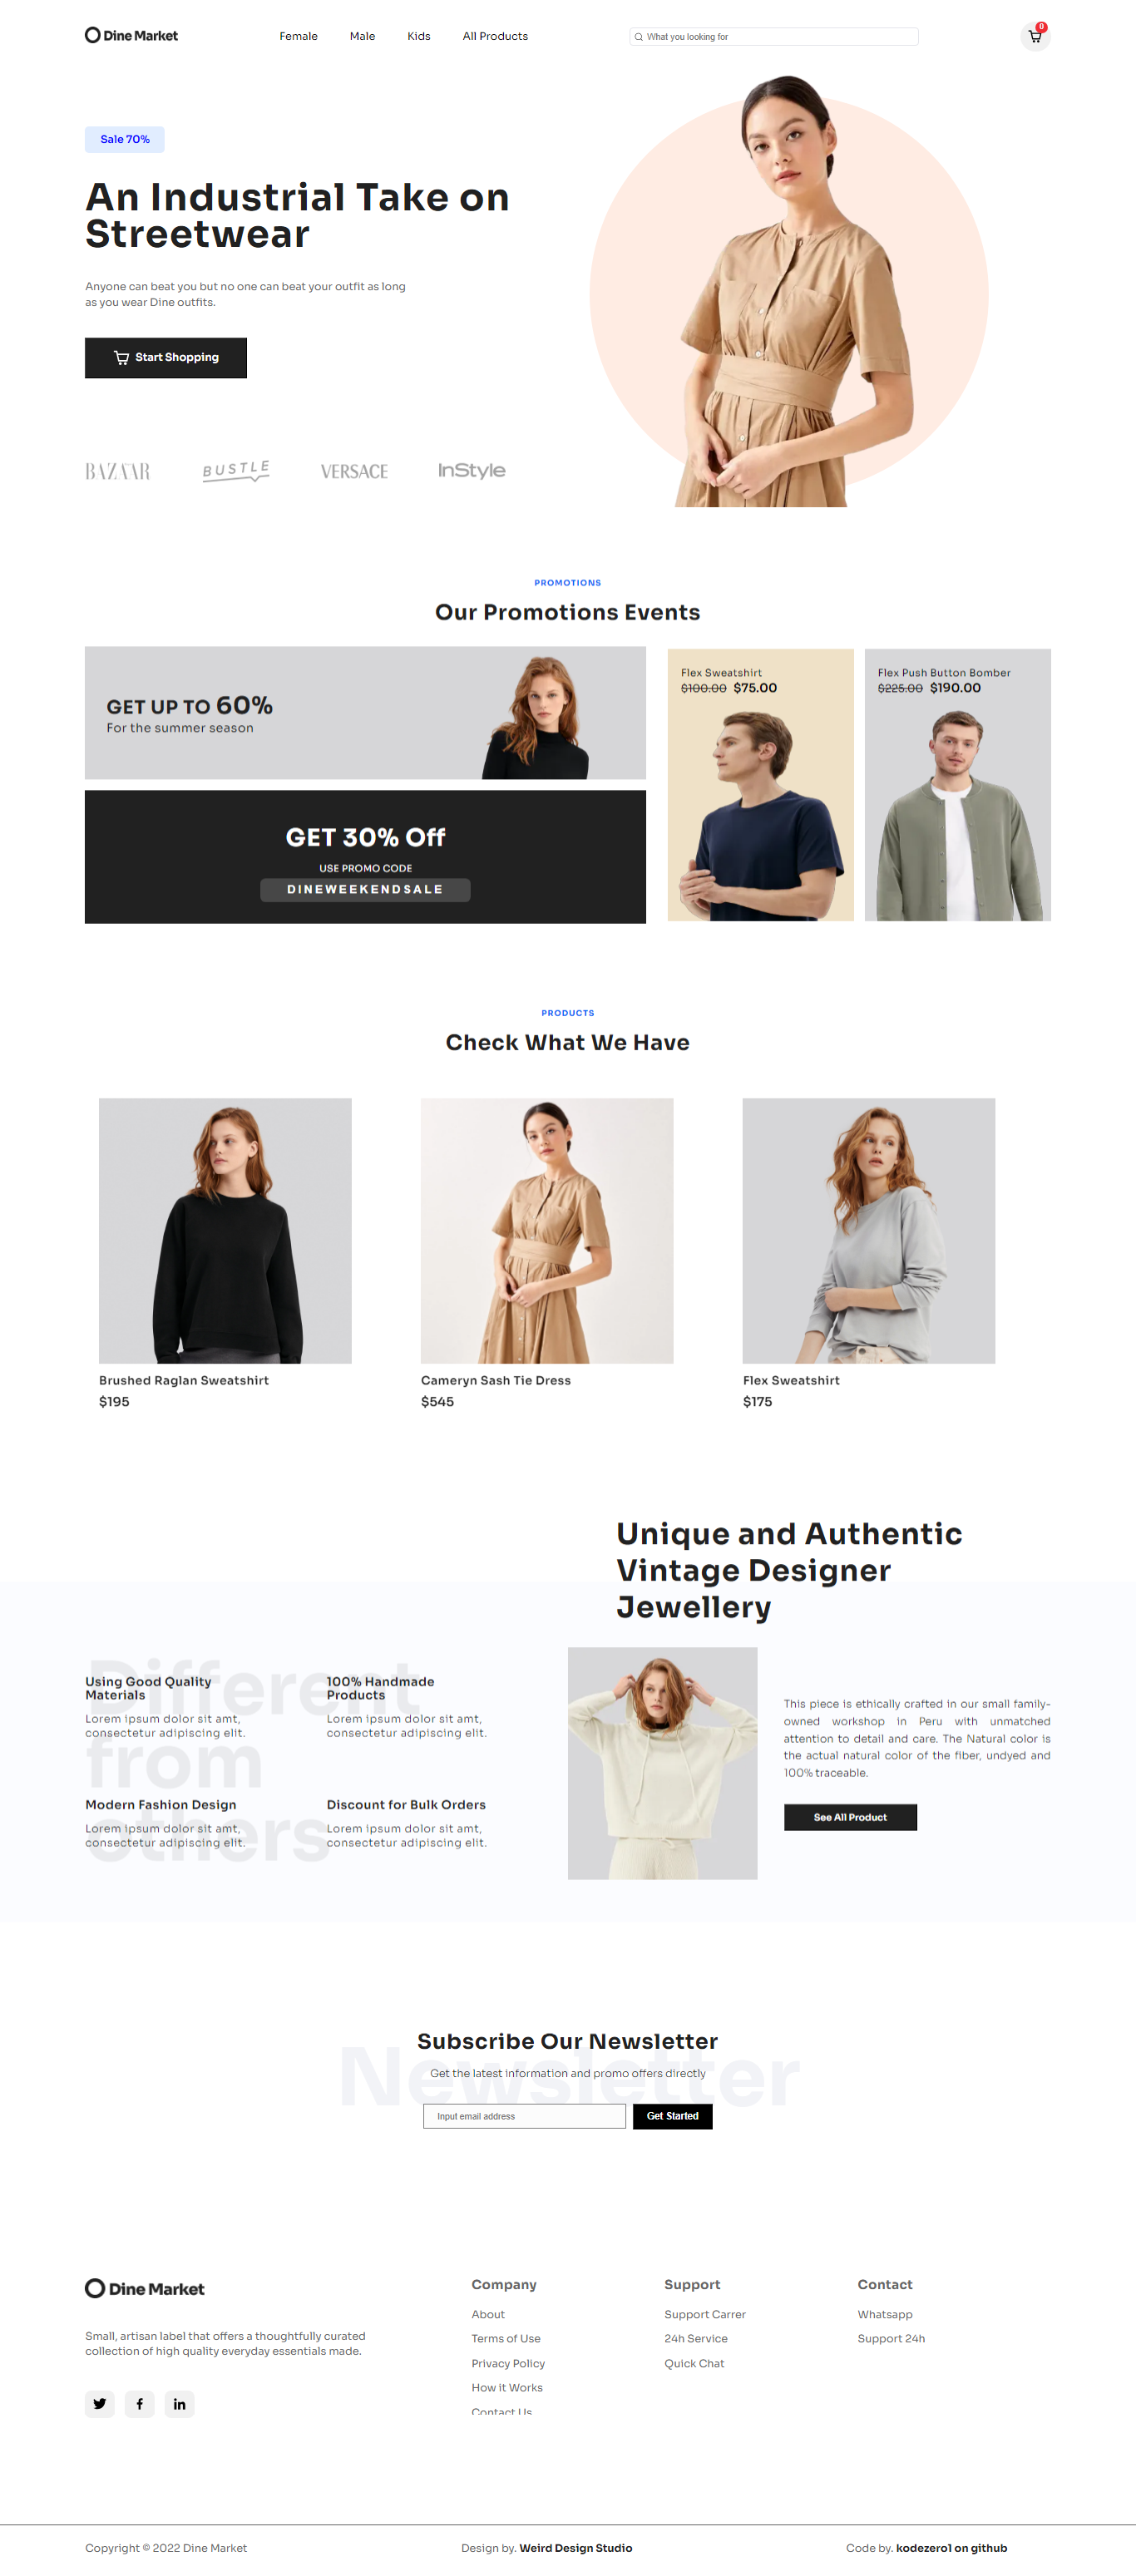 Dine Market
Female Male Kids All Products
What you looking for
0
Sale 70%
An Industrial Take on
Streetwear
Anyone can beat you but no one can beat your outfit as long
as you wear Dine outfits.
Start Shopping
BAZAAR
BUSTLE
VERSACE
InStyle
PROMOTIONS
Our Promotions Events
GET UP TO 60%
For the summer season
GET 30% Off
USE PROMO CODE
DINEWEEKENDSALE
Flex Sweatshirt
$100.00 $75.00
Flex Push Button Bomber
$225.00 $190.00
PRODUCTS
Check What We Have
Brushed Raglan Sweatshirt
$195
Cameryn Sash Tie Dress
$545
Flex Sweatshirt
$175
Unique and Authentic
Vintage Designer
Jewellery
Different
from
others
Using Good Quality
Materials
Lorem ipsum dolor sit amt,
consectetur adipiscing elit.
100% Handmade
Products
Lorem ipsum dolor sit amt,
consectetur adipiscing elit.
Modern Fashion Design
Lorem ipsum dolor sit amt,
consectetur adipiscing elit.
Discount for Bulk Orders
Lorem ipsum dolor sit amt,
consectetur adipiscing elit.
This piece is ethically crafted in our small family-
owned workshop in Peru with unmatched
attention to detail and care. The Natural color is
the actual natural color of the fiber, undyed and
100% traceable.
See All Product
Newsletter
Subscribe Our Newsletter
Get the latest information and promo offers directly
Input email address
Get Started
Dine Market
Small, artisan label that offers a thoughtfully curated
collection of high quality everyday essentials made.
Company
About
Terms of Use
Privacy Policy
How it Works
Contact Us
Support
Support Carrer
24h Service
Quick Chat
Contact
Whatsapp
Support 24h
Copyright © 2022 Dine Market
Design by. Weird Design Studio
Code by. kodezero1 on github